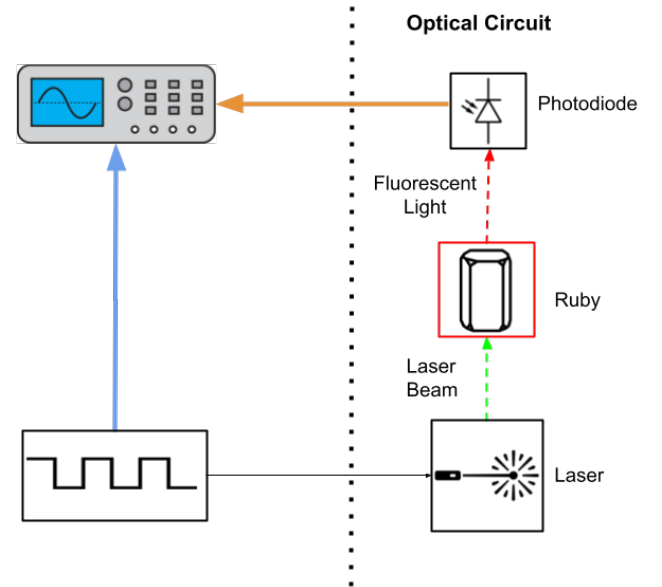 Optical Circuit
Photodiode
Fluorescent
Light
Ruby
Laser
Beam
Laser